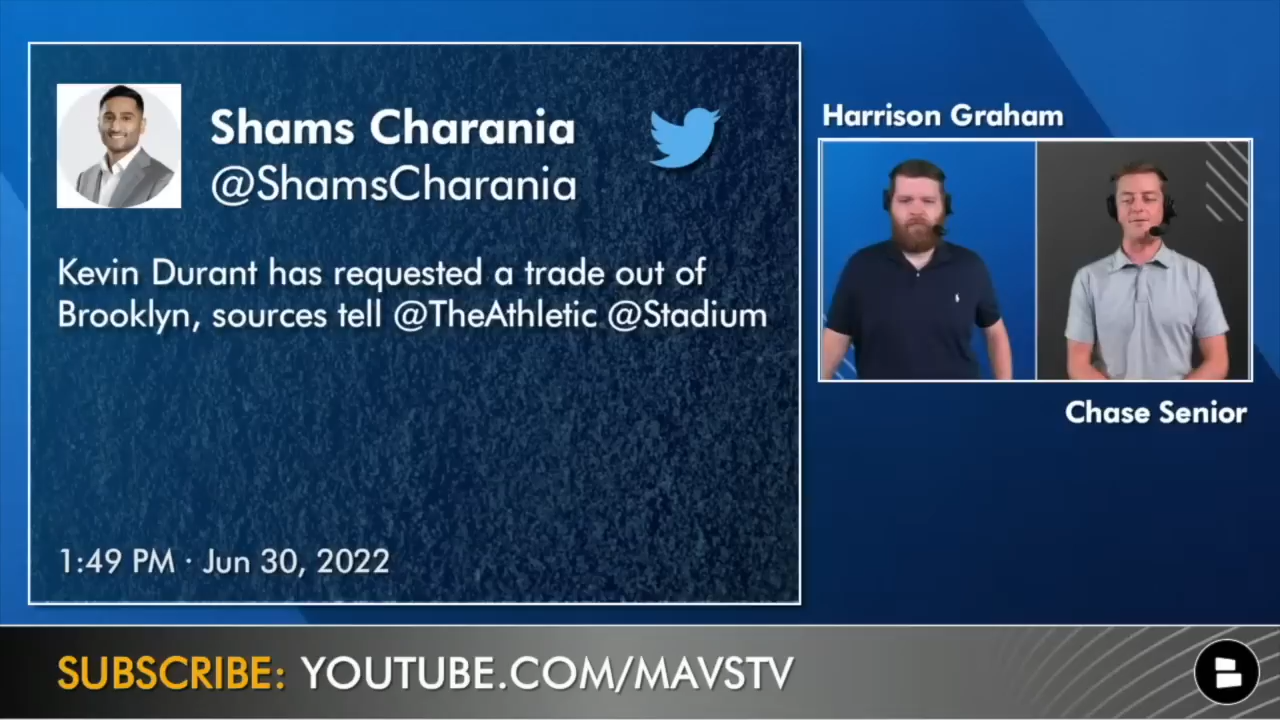 Shams Charania
@ShamsCharania
Kevin Durant has requested a trade out of
Brooklyn, sources tell @TheAthletic @Stadium
1:49 PM · Jun 30, 2022
Harrison Graham
Chase Senior
SUBSCRIBE: YOUTUBE.COM/MAVSTV